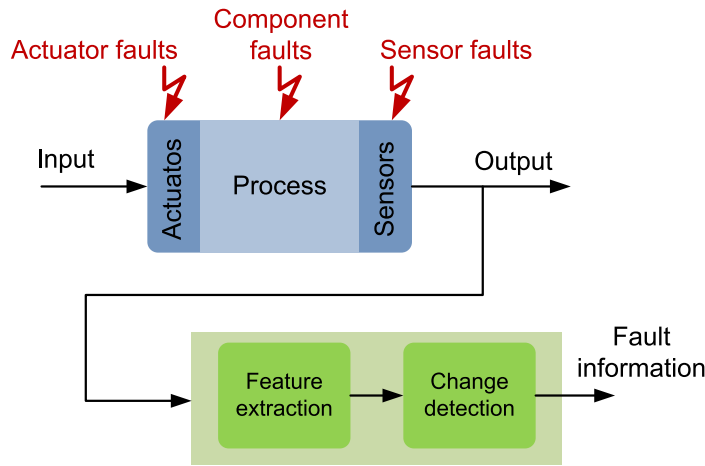 Component
faults
Actuator faults
Sensor faults
Input
Actuatos
Process
Sensors
Output
Feature
extraction
Change
detection
Fault
information